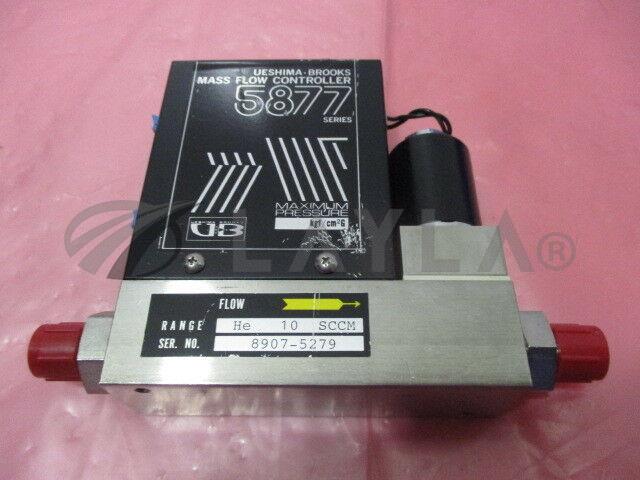 UESHIMA·BROOKS
MASS FLOW CONTROLLER
5877
SERIES
MAXIMUM
PRESSURE
kgf/cm²G
LAYLA®
FLOW
RANGE He 10 SCCM
SER. NO. 8907-5279